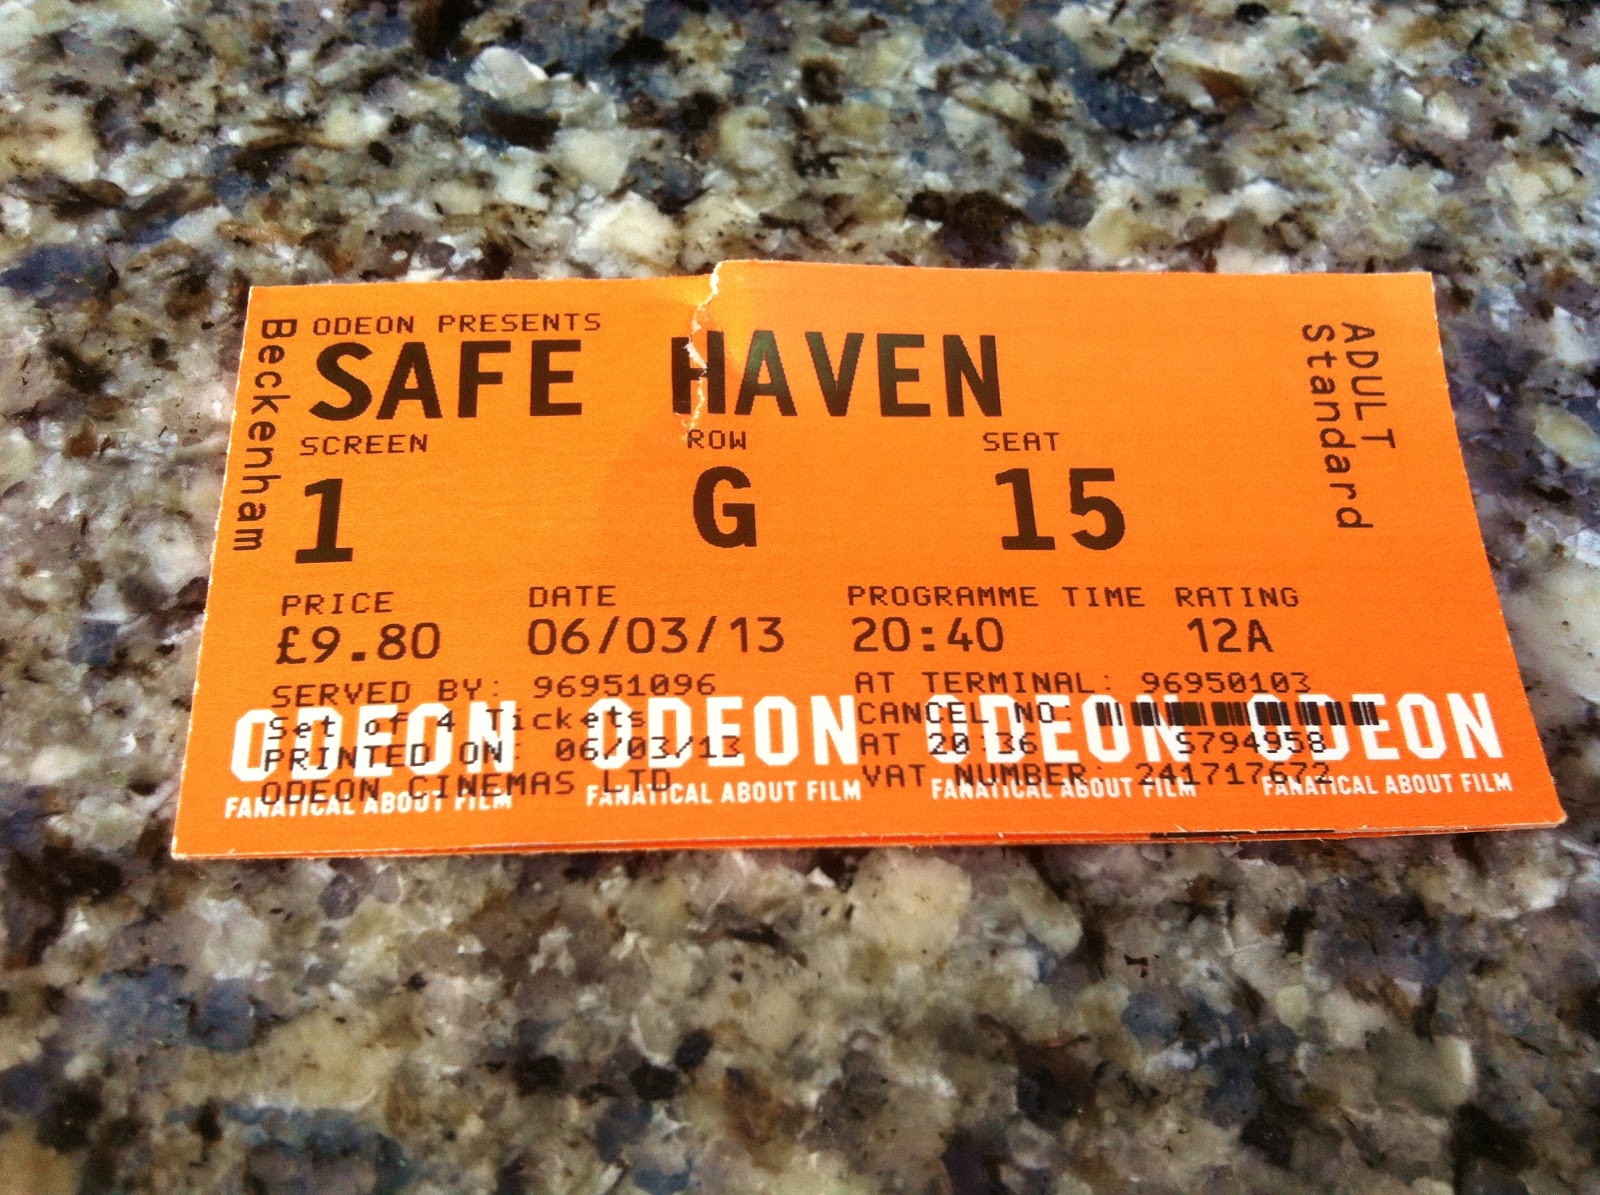 Beckenham
ODEON PRESENTS
SAFE HAVEN
ADULT
Standard
SCREEN ROW SEAT
1 G 15
PRICE DATE PROGRAMME TIME RATING
£9.80 06/03/13 20:40 12A
SERVED BY: 96951096 AT TERMINAL: 96950103
Set of 4 Tickets CANCEL NO:
PRINTED ON: 06/03/13 AT 20:36 S794958
ODEON CINEMAS LTD VAT NUMBER: 241717672
ODEON ODEON ODEON ODEON
FANATICAL ABOUT FILM FANATICAL ABOUT FILM FANATICAL ABOUT FILM FANATICAL ABOUT FILM